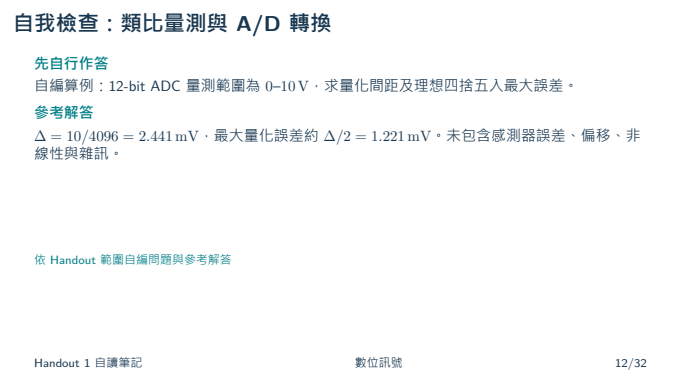 自我檢查：類比量測與 A/D 轉換
先自行作答
自編算例：12-bit ADC 量測範圍為 0–10 V，求量化間距及理想四捨五入最大誤差。
參考解答
Δ = 10/4096 = 2.441 mV，最大量化誤差約 Δ/2 = 1.221 mV。未包含感測器誤差、偏移、非
線性與雜訊。
依 Handout 範圍自編問題與參考解答
Handout 1 自讀筆記 數位訊號 12/32